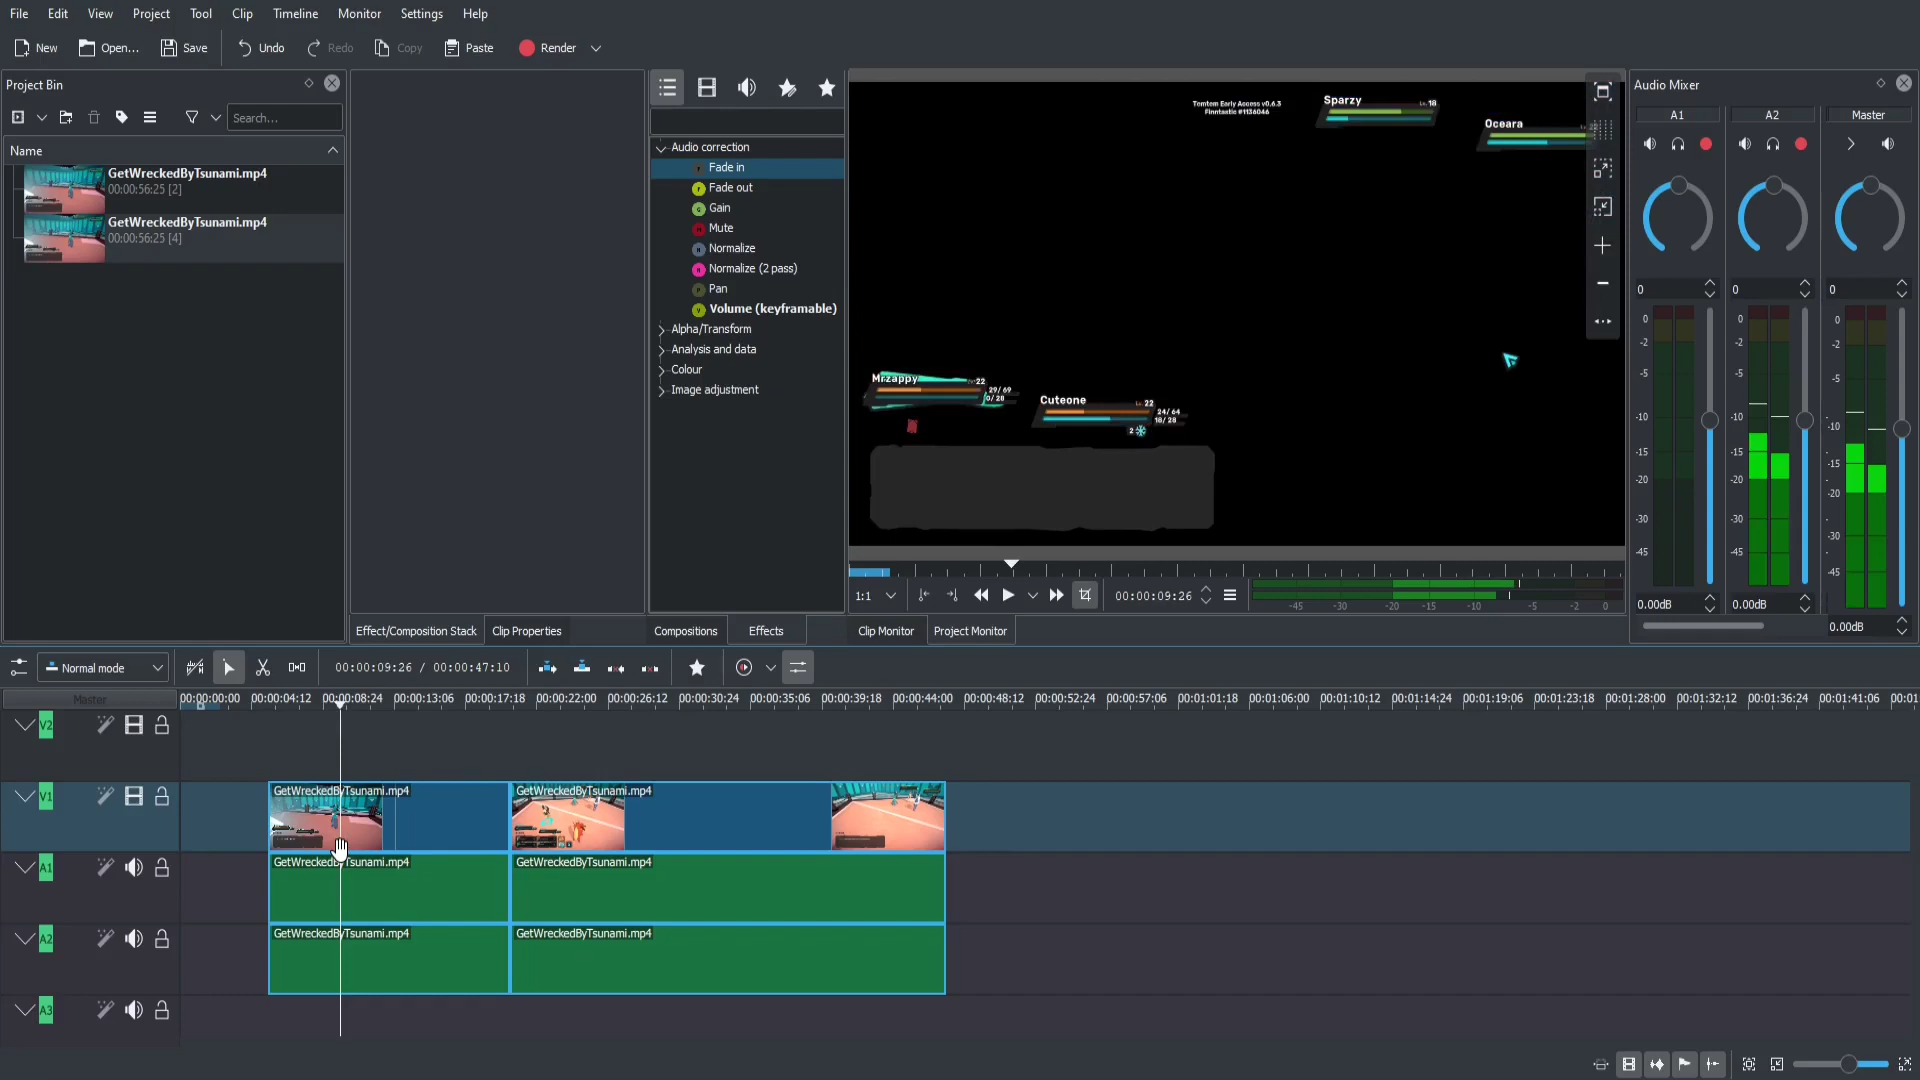 File Edit View Project Tool Clip Timeline Monitor Settings Help
New Open... Save Undo Redo Copy Paste Render
Project Bin
Search...
Name
GetWreckedByTsunami.mp4
00:00:56:25 [2]
GetWreckedByTsunami.mp4
00:00:56:25 [4]
Effect/Composition Stack Clip Properties
Audio correction
Fade in
Fade out
Gain
Mute
Normalize
Normalize (2 pass)
Pan
Volume (keyframable)
Alpha/Transform
Analysis and data
Colour
Image adjustment
Compositions Effects
Temtem Early Access v0.6.3
Finntastic #1136046
Sparzy Lv. 18
Oceara
Mrzappy Lv. 22
29/69
0/28
Cuteone Lv. 22
24/64
18/28
2
1:1 00:00:09:26
-45 -30 -20 -15 -10 -5 -2 0
Clip Monitor Project Monitor
Audio Mixer
A1 A2 Master
0 0 0
0 0 0
-2 -2 -2
-5 -5 -5
-10 -10 -10
-15 -15 -15
-20 -20 -20
-30 -30 -30
-45 -45 -45
0.00dB 0.00dB 0.00dB
Normal mode 00:00:09:26 / 00:00:47:10
Master
00:00:00:00 00:00:04:12 00:00:08:24 00:00:13:06 00:00:17:18 00:00:22:00 00:00:26:12 00:00:30:24 00:00:35:06 00:00:39:18 00:00:44:00 00:00:48:12 00:00:52:24 00:00:57:06 00:01:01:18 00:01:06:00 00:01:10:12 00:01:14:24 00:01:19:06 00:01:23:18 00:01:28:00 00:01:32:12 00:01:36:24 00:01:41:06 00:01
V2
V1
GetWreckedByTsunami.mp4 GetWreckedByTsunami.mp4
A1
GetWreckedByTsunami.mp4 GetWreckedByTsunami.mp4
A2
GetWreckedByTsunami.mp4 GetWreckedByTsunami.mp4
A3